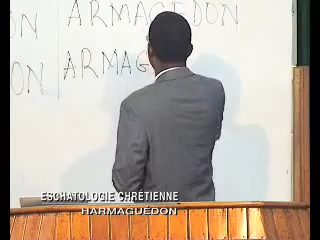 ON ARMAGEDON
ON ARMAG
ESCHATOLOGIE CHRÉTIENNE
HARMAGUÉDON